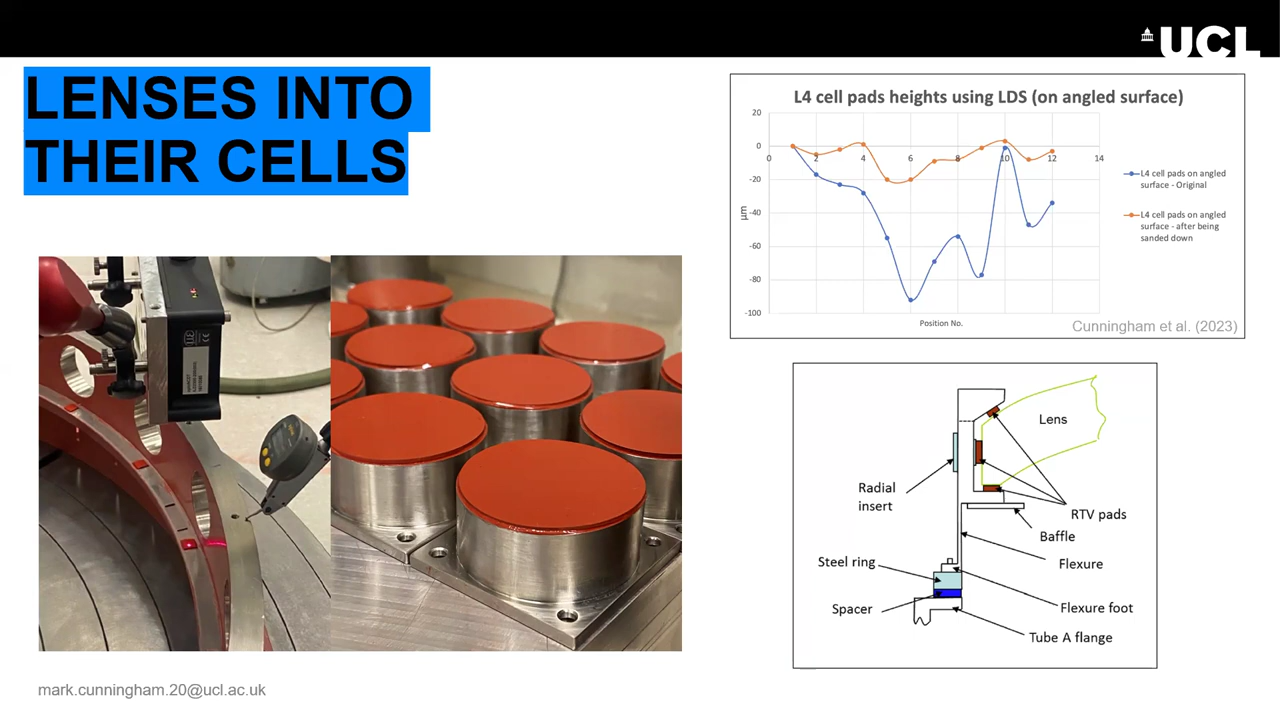 UCL
LENSES INTO
THEIR CELLS
L4 cell pads heights using LDS (on angled surface)
20
0
-20
-40
-60
-80
-100
0
2
4
6
8
10
12
14
µm
Position No.
L4 cell pads on angled
surface - Original
L4 cell pads on angled
surface - after being
sanded down
Cunningham et al. (2023)
Lens
Radial
insert
RTV pads
Baffle
Flexure
Steel ring
Spacer
Flexure foot
Tube A flange
mark.cunningham.20@ucl.ac.uk